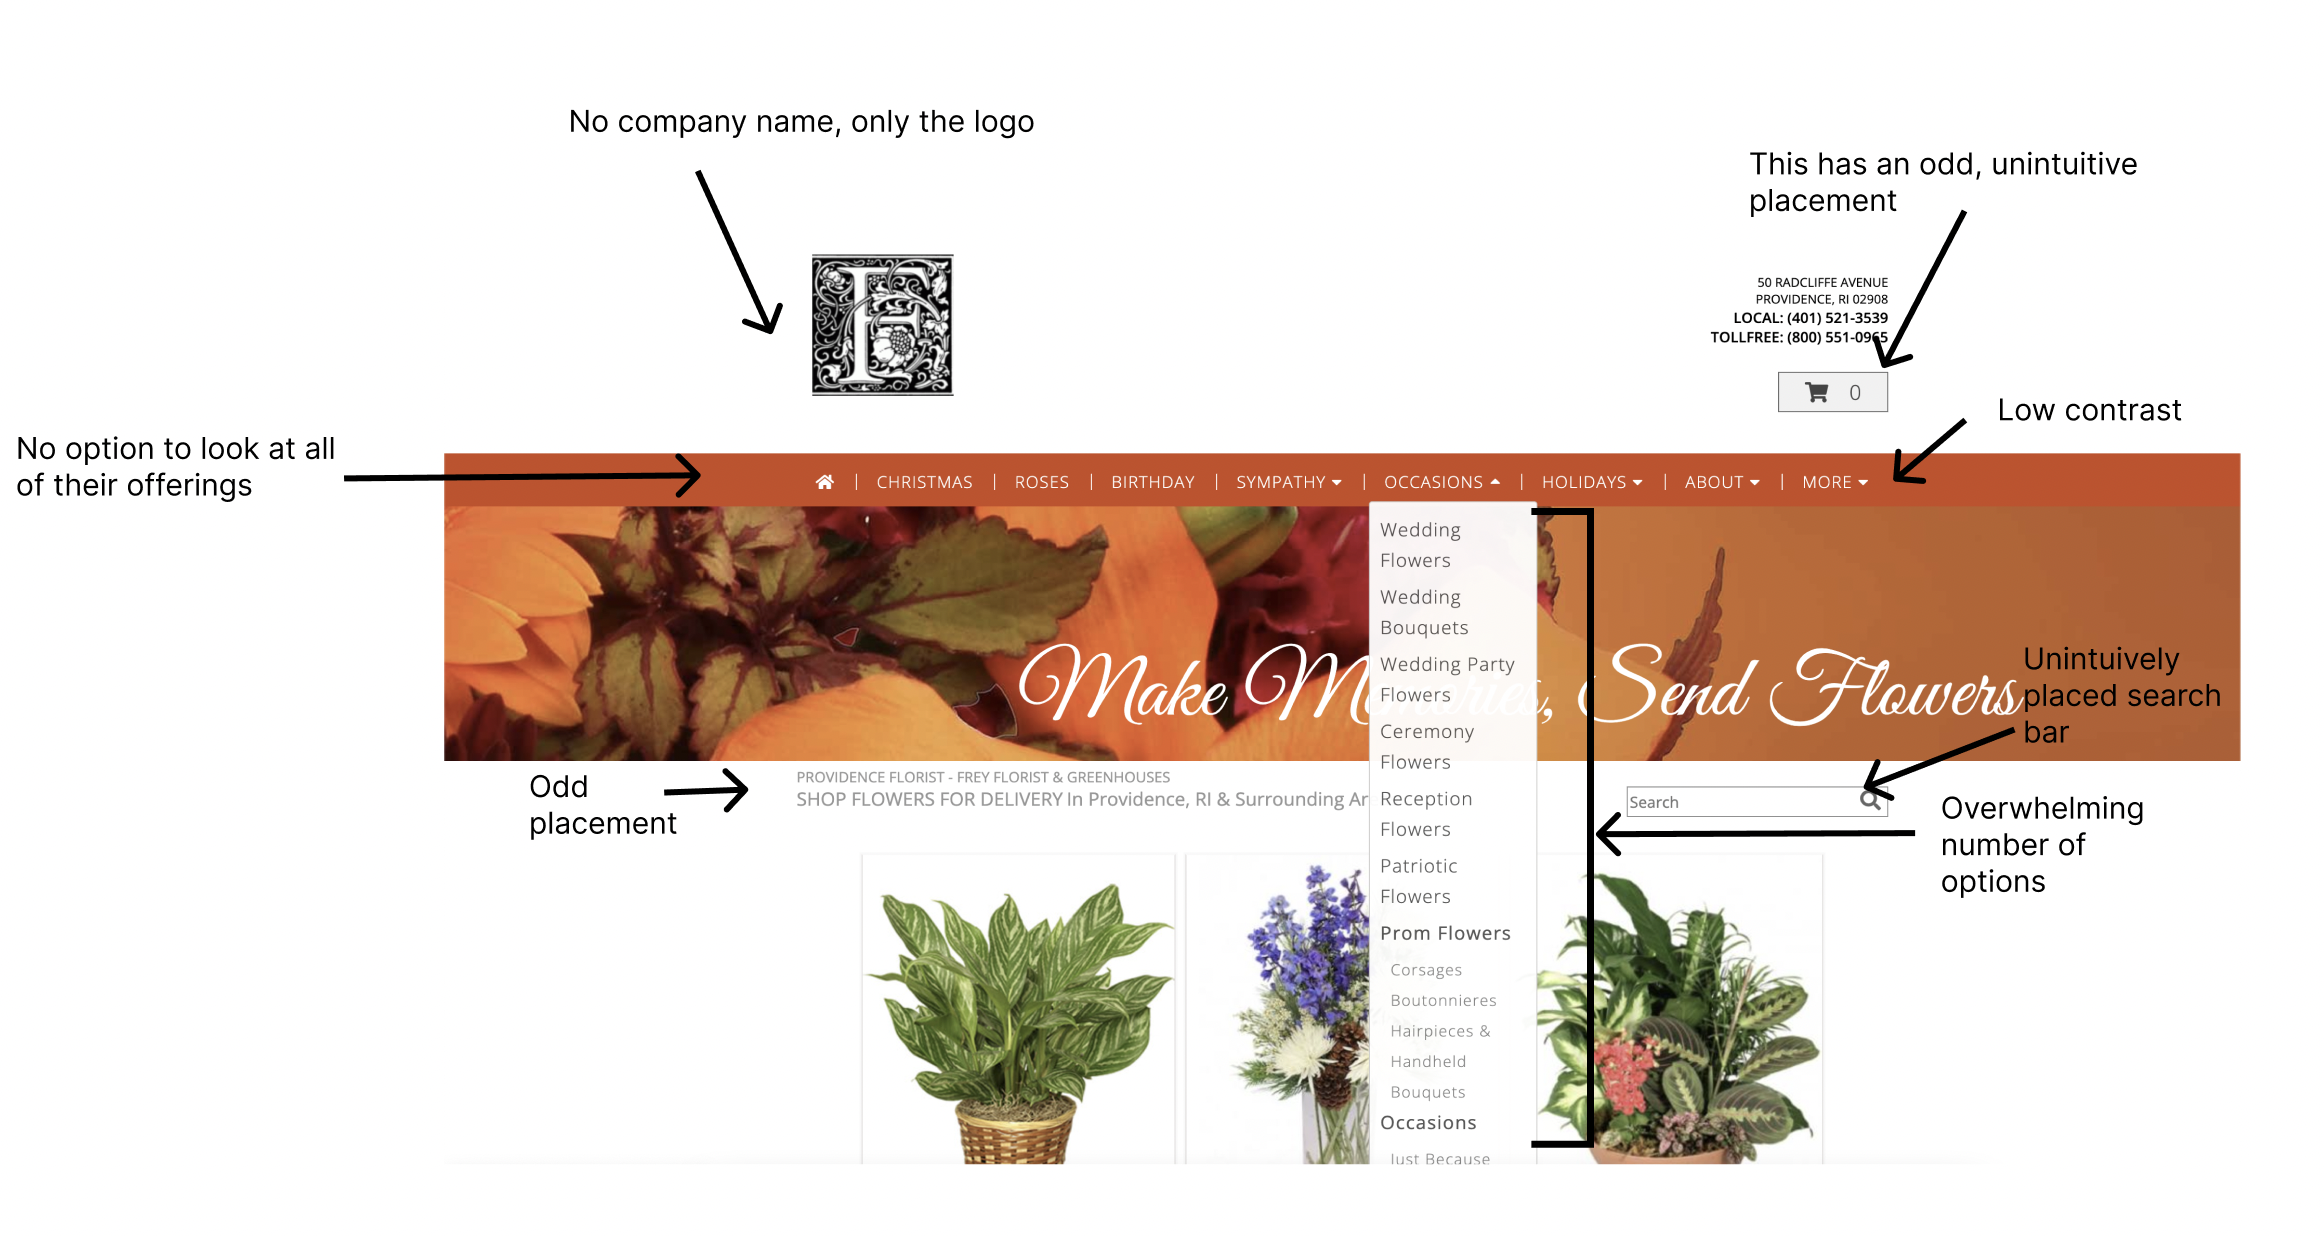 No company name, only the logo
This has an odd, unintuitive
placement
F
50 RADCLIFFE AVENUE
PROVIDENCE, RI 02908
LOCAL: (401) 521-3539
TOLLFREE: (800) 551-0965
0
Low contrast
No option to look at all
of their offerings
CHRISTMAS | ROSES | BIRTHDAY | SYMPATHY | OCCASIONS | HOLIDAYS | ABOUT | MORE
Wedding
Flowers
Wedding
Bouquets
Wedding Party
Flowers
Ceremony
Flowers
Reception
Flowers
Patriotic
Flowers
Prom Flowers
Corsages
Boutonnieres
Hairpieces &
Handheld
Bouquets
Occasions
Just Because
Make Memories, Send Flowers
Unintuively
placed search
bar
Odd
placement
PROVIDENCE FLORIST - FREY FLORIST & GREENHOUSES
SHOP FLOWERS FOR DELIVERY In Providence, RI & Surrounding Ar
Search
Overwhelming
number of
options